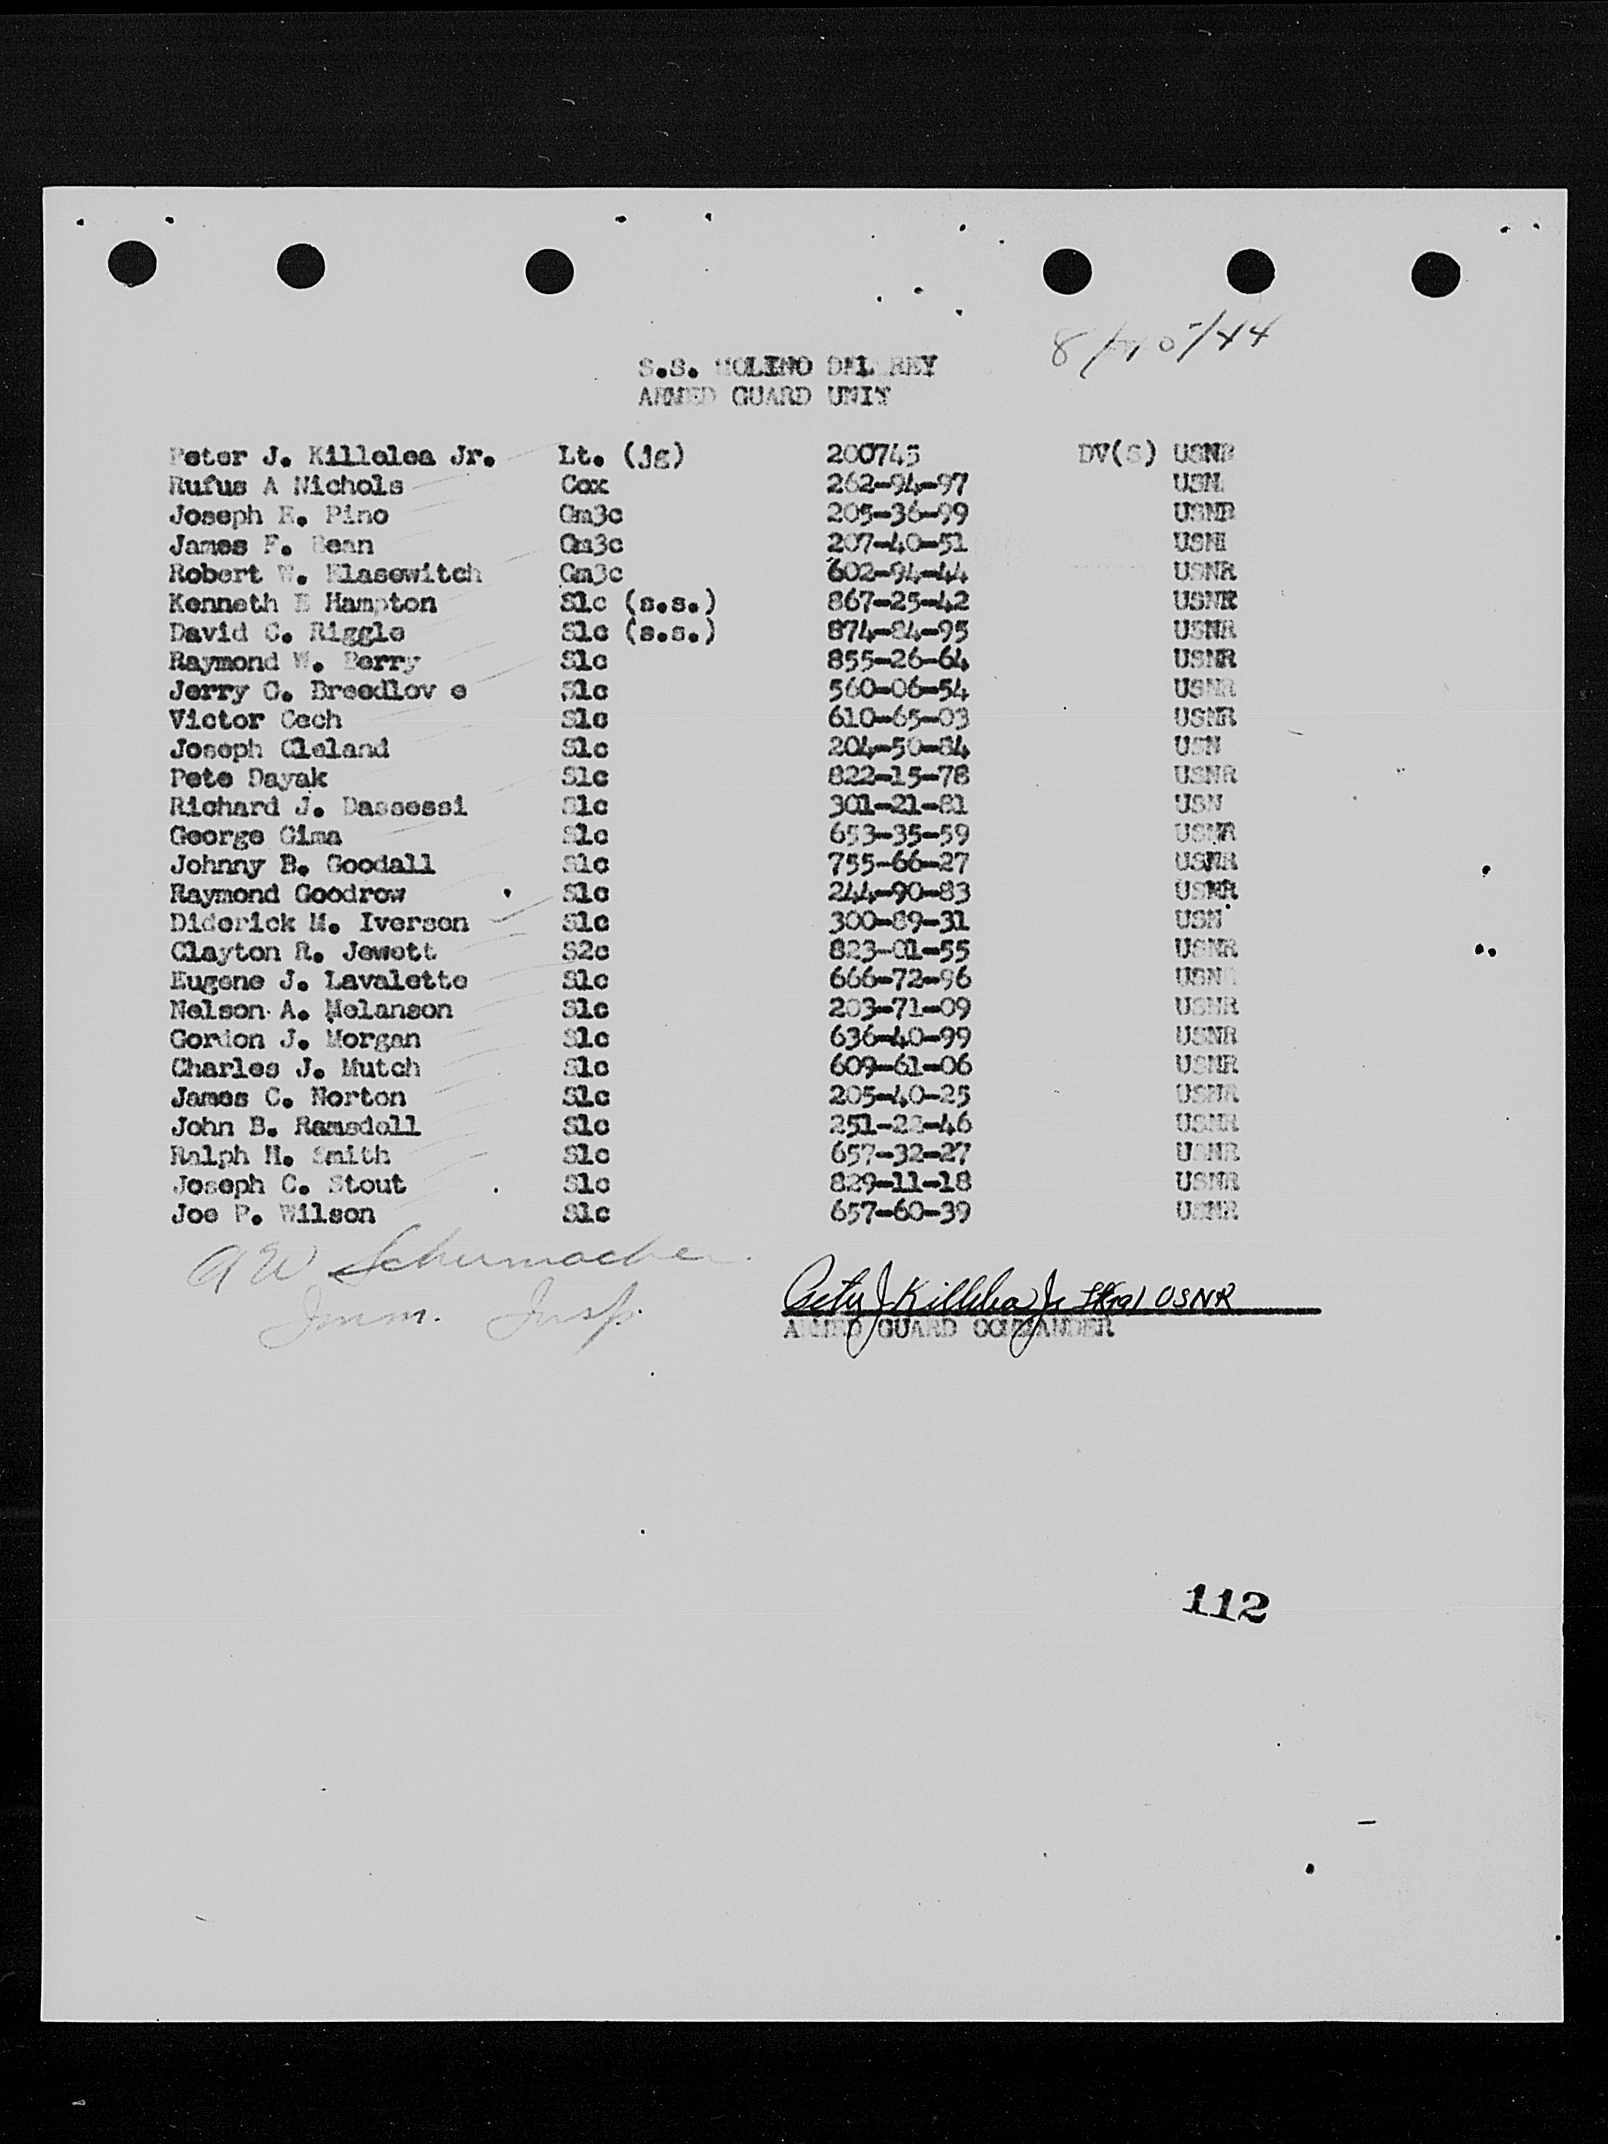 8/ /44
S.S. MOLINO DEL REY
ARMED GUARD UNIT
Peter J. Killelea Jr. Lt. (jg) 200745 DV(S) USNR
Rufus A Nichols Cox 262-94-97 USN
Joseph E. Pino Gm3c 205-36-99 USNR
James F. Bean Gm3c 207-40-51 USNR
Robert W. Klasewitch Gm3c 602-94-44 USNR
Kenneth E Hampton S1c (s.s.) 867-25-42 USNR
David C. Riggle S1c (s.s.) 874-84-95 USNR
Raymond W. Berry S1c 855-26-64 USNR
Jerry C. Breedlov e S1c 560-06-54 USNR
Victor Cech S1c 610-65-03 USNR
Joseph Cleland S1c 204-50-84 USN
Pete Dayak S1c 822-15-78 USNR
Richard J. Dassessi S1c 301-21-81 USN
George Gima S1c 653-35-59 USNR
Johnny B. Goodall S1c 755-66-27 USNR
Raymond Goodrow S1c 244-90-83 USNR
Diderick M. Iversen S1c 300-89-31 USN
Clayton R. Jewett S2c 823-01-55 USNR
Eugene J. Lavalette S1c 666-72-96 USNR
Nelson A. Melanson S1c 203-71-09 USNR
Gordon J. Morgan S1c 636-40-99 USNR
Charles J. Mutch S1c 609-61-06 USNR
James C. Norton S1c 205-40-25 USNR
John B. Ramsdell S1c 251-22-46 USNR
Ralph H. Smith S1c 657-32-27 USNR
Joseph C. Stout S1c 829-11-18 USNR
Joe P. Wilson S1c 657-60-39 USNR
A W Schumacher
Imm. Insp.
Peter J Killelea Jr Lt(jg) USNR
ARMED GUARD COMMANDER
112